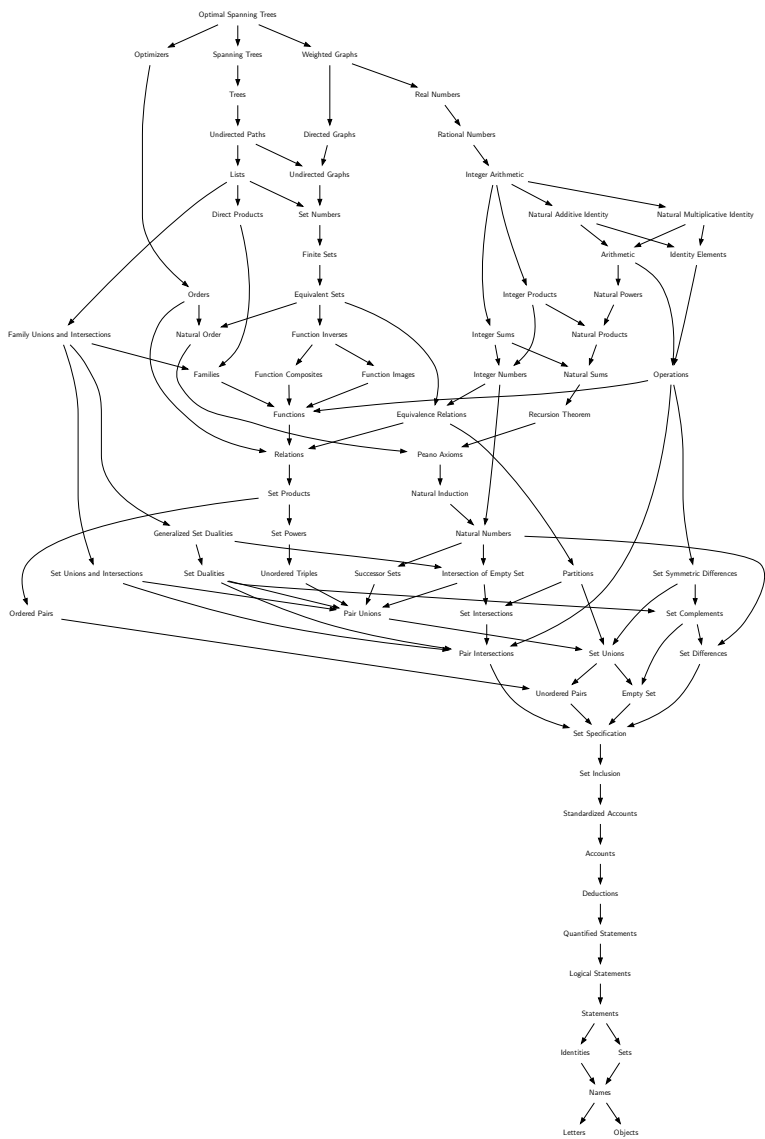 Optimal Spanning Trees
Optimizers
Spanning Trees
Weighted Graphs
Trees
Real Numbers
Undirected Paths
Directed Graphs
Rational Numbers
Lists
Undirected Graphs
Integer Arithmetic
Direct Products
Set Numbers
Natural Additive Identity
Natural Multiplicative Identity
Finite Sets
Arithmetic
Identity Elements
Orders
Equivalent Sets
Integer Products
Natural Powers
Family Unions and Intersections
Natural Order
Function Inverses
Integer Sums
Natural Products
Families
Function Composites
Function Images
Integer Numbers
Natural Sums
Operations
Functions
Equivalence Relations
Recursion Theorem
Relations
Peano Axioms
Set Products
Natural Induction
Generalized Set Dualities
Set Powers
Natural Numbers
Set Unions and Intersections
Set Dualities
Unordered Triples
Successor Sets
Intersection of Empty Set
Partitions
Set Symmetric Differences
Ordered Pairs
Pair Unions
Set Intersections
Set Complements
Pair Intersections
Set Unions
Set Differences
Unordered Pairs
Empty Set
Set Specification
Set Inclusion
Standardized Accounts
Accounts
Deductions
Quantified Statements
Logical Statements
Statements
Identities
Sets
Names
Letters
Objects